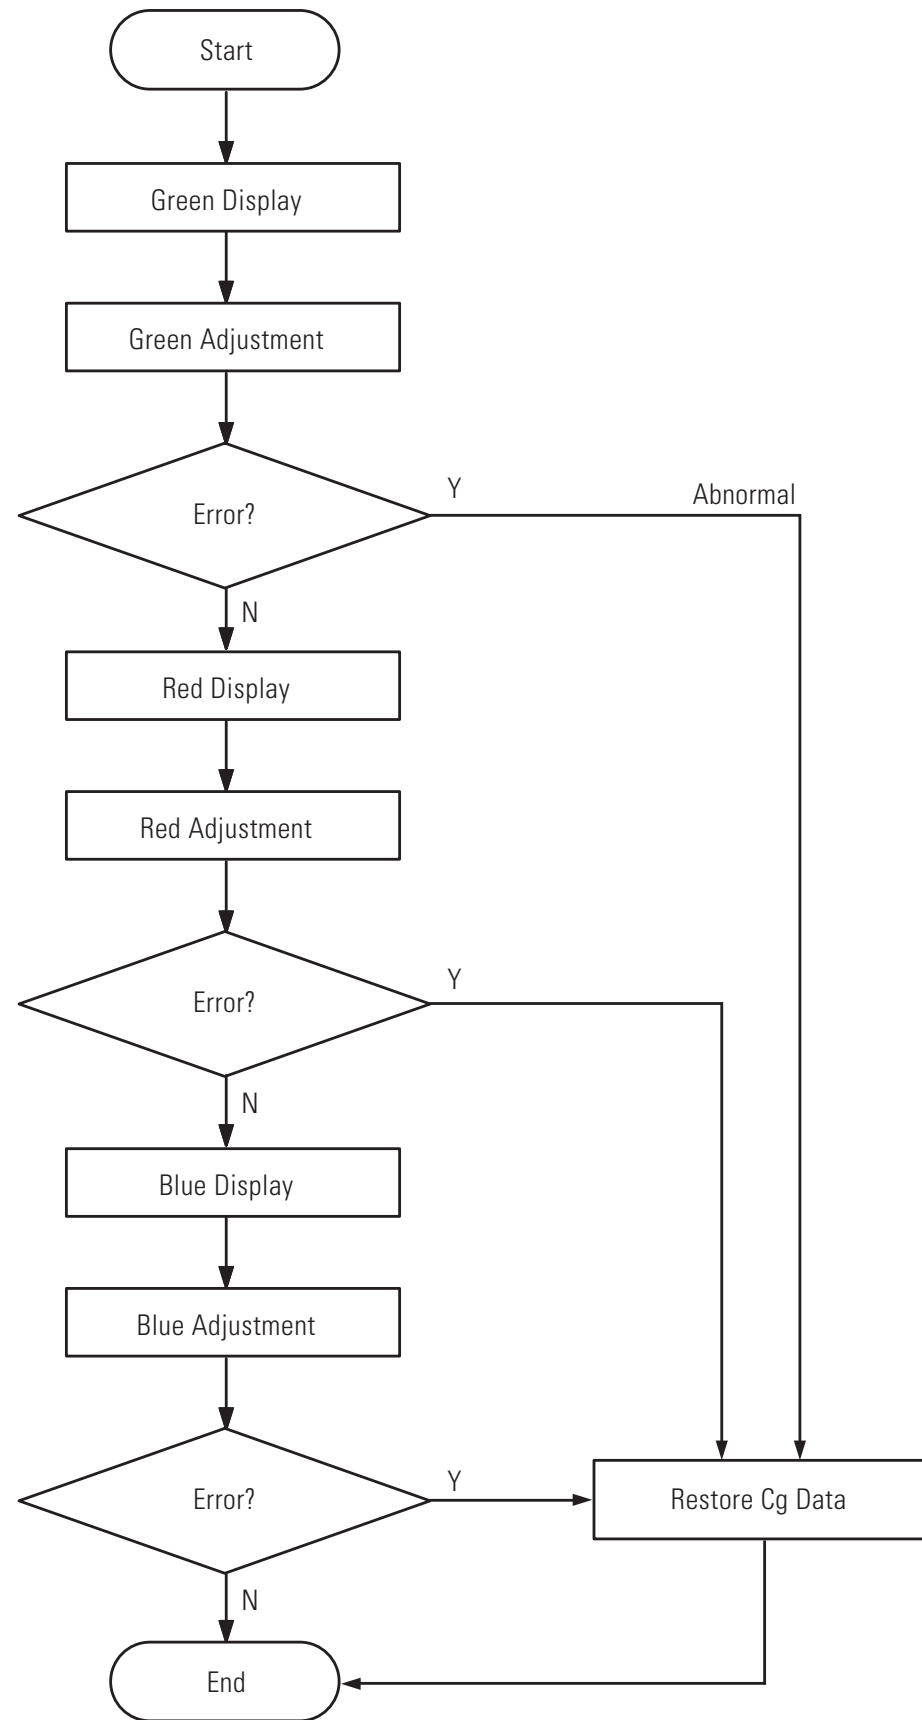 Start
Green Display
Green Adjustment
Error?
Y
Abnormal
N
Red Display
Red Adjustment
Error?
Y
N
Blue Display
Blue Adjustment
Error?
Y
Restore Cg Data
N
End